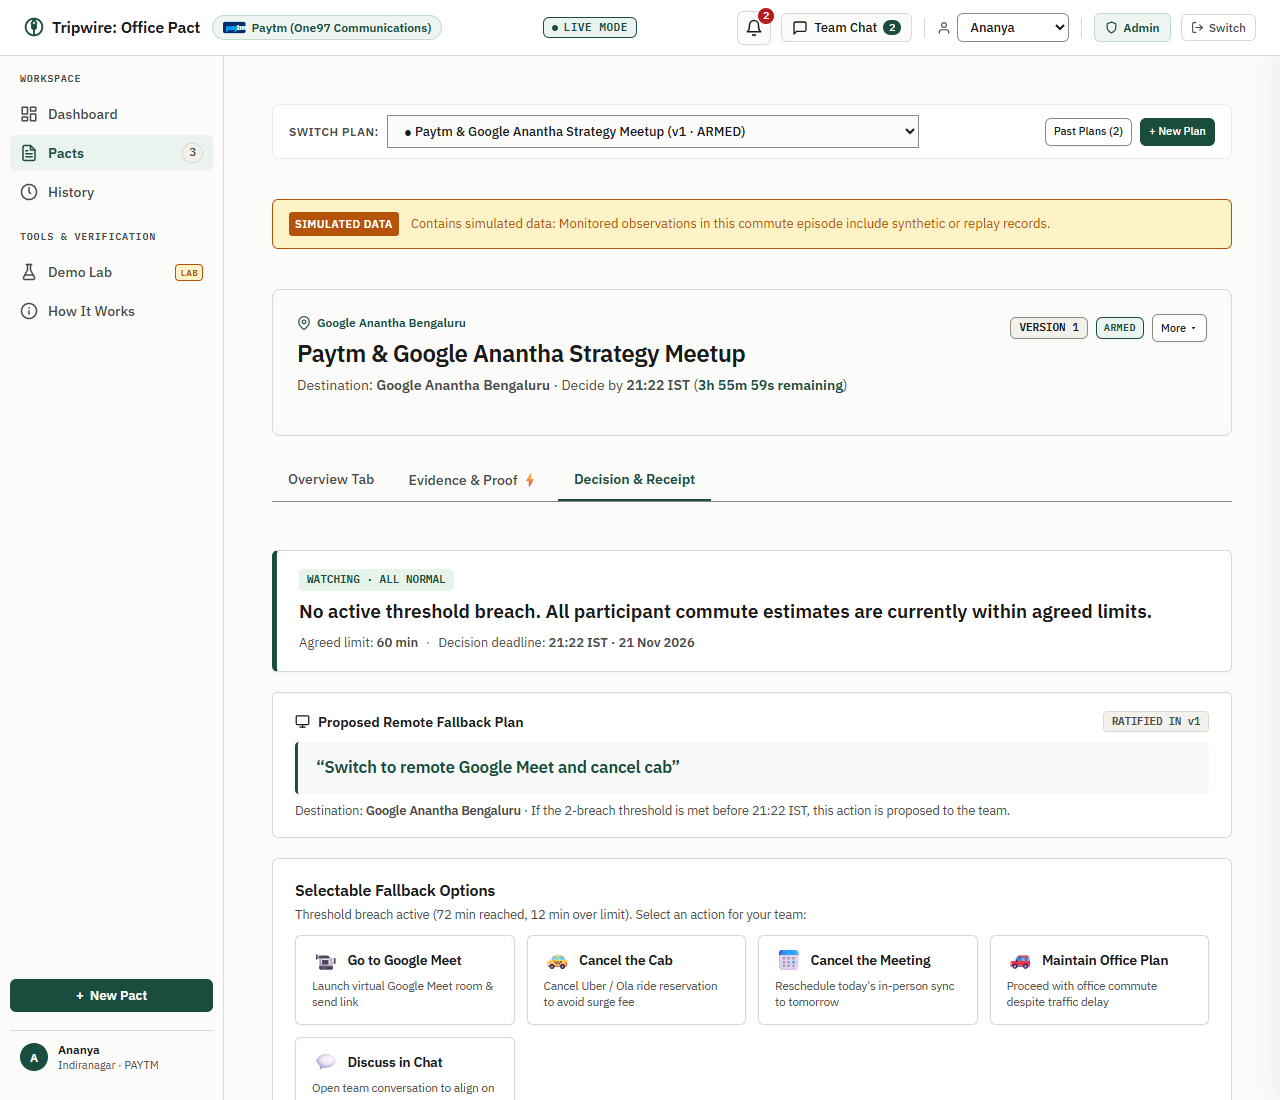 Tripwire: Office Pact
paytm Paytm (One97 Communications)
● LIVE MODE
2
Team Chat 2
Ananya
Admin
Switch
WORKSPACE
Dashboard
Pacts 3
History
TOOLS & VERIFICATION
Demo Lab LAB
How It Works
+ New Pact
A
Ananya
Indiranagar · PAYTM
SWITCH PLAN:
● Paytm & Google Anantha Strategy Meetup (v1 · ARMED)
Past Plans (2)
+ New Plan
SIMULATED DATA Contains simulated data: Monitored observations in this commute episode include synthetic or replay records.
Google Anantha Bengaluru
VERSION 1
ARMED
More
Paytm & Google Anantha Strategy Meetup
Destination: Google Anantha Bengaluru · Decide by 21:22 IST (3h 55m 59s remaining)
Overview Tab
Evidence & Proof
Decision & Receipt
WATCHING · ALL NORMAL
No active threshold breach. All participant commute estimates are currently within agreed limits.
Agreed limit: 60 min · Decision deadline: 21:22 IST · 21 Nov 2026
Proposed Remote Fallback Plan
RATIFIED IN v1
“Switch to remote Google Meet and cancel cab”
Destination: Google Anantha Bengaluru · If the 2-breach threshold is met before 21:22 IST, this action is proposed to the team.
Selectable Fallback Options
Threshold breach active (72 min reached, 12 min over limit). Select an action for your team:
Go to Google Meet
Launch virtual Google Meet room &
send link
Cancel the Cab
Cancel Uber / Ola ride reservation
to avoid surge fee
Cancel the Meeting
Reschedule today's in-person sync
to tomorrow
Maintain Office Plan
Proceed with office commute
despite traffic delay
Discuss in Chat
Open team conversation to align on